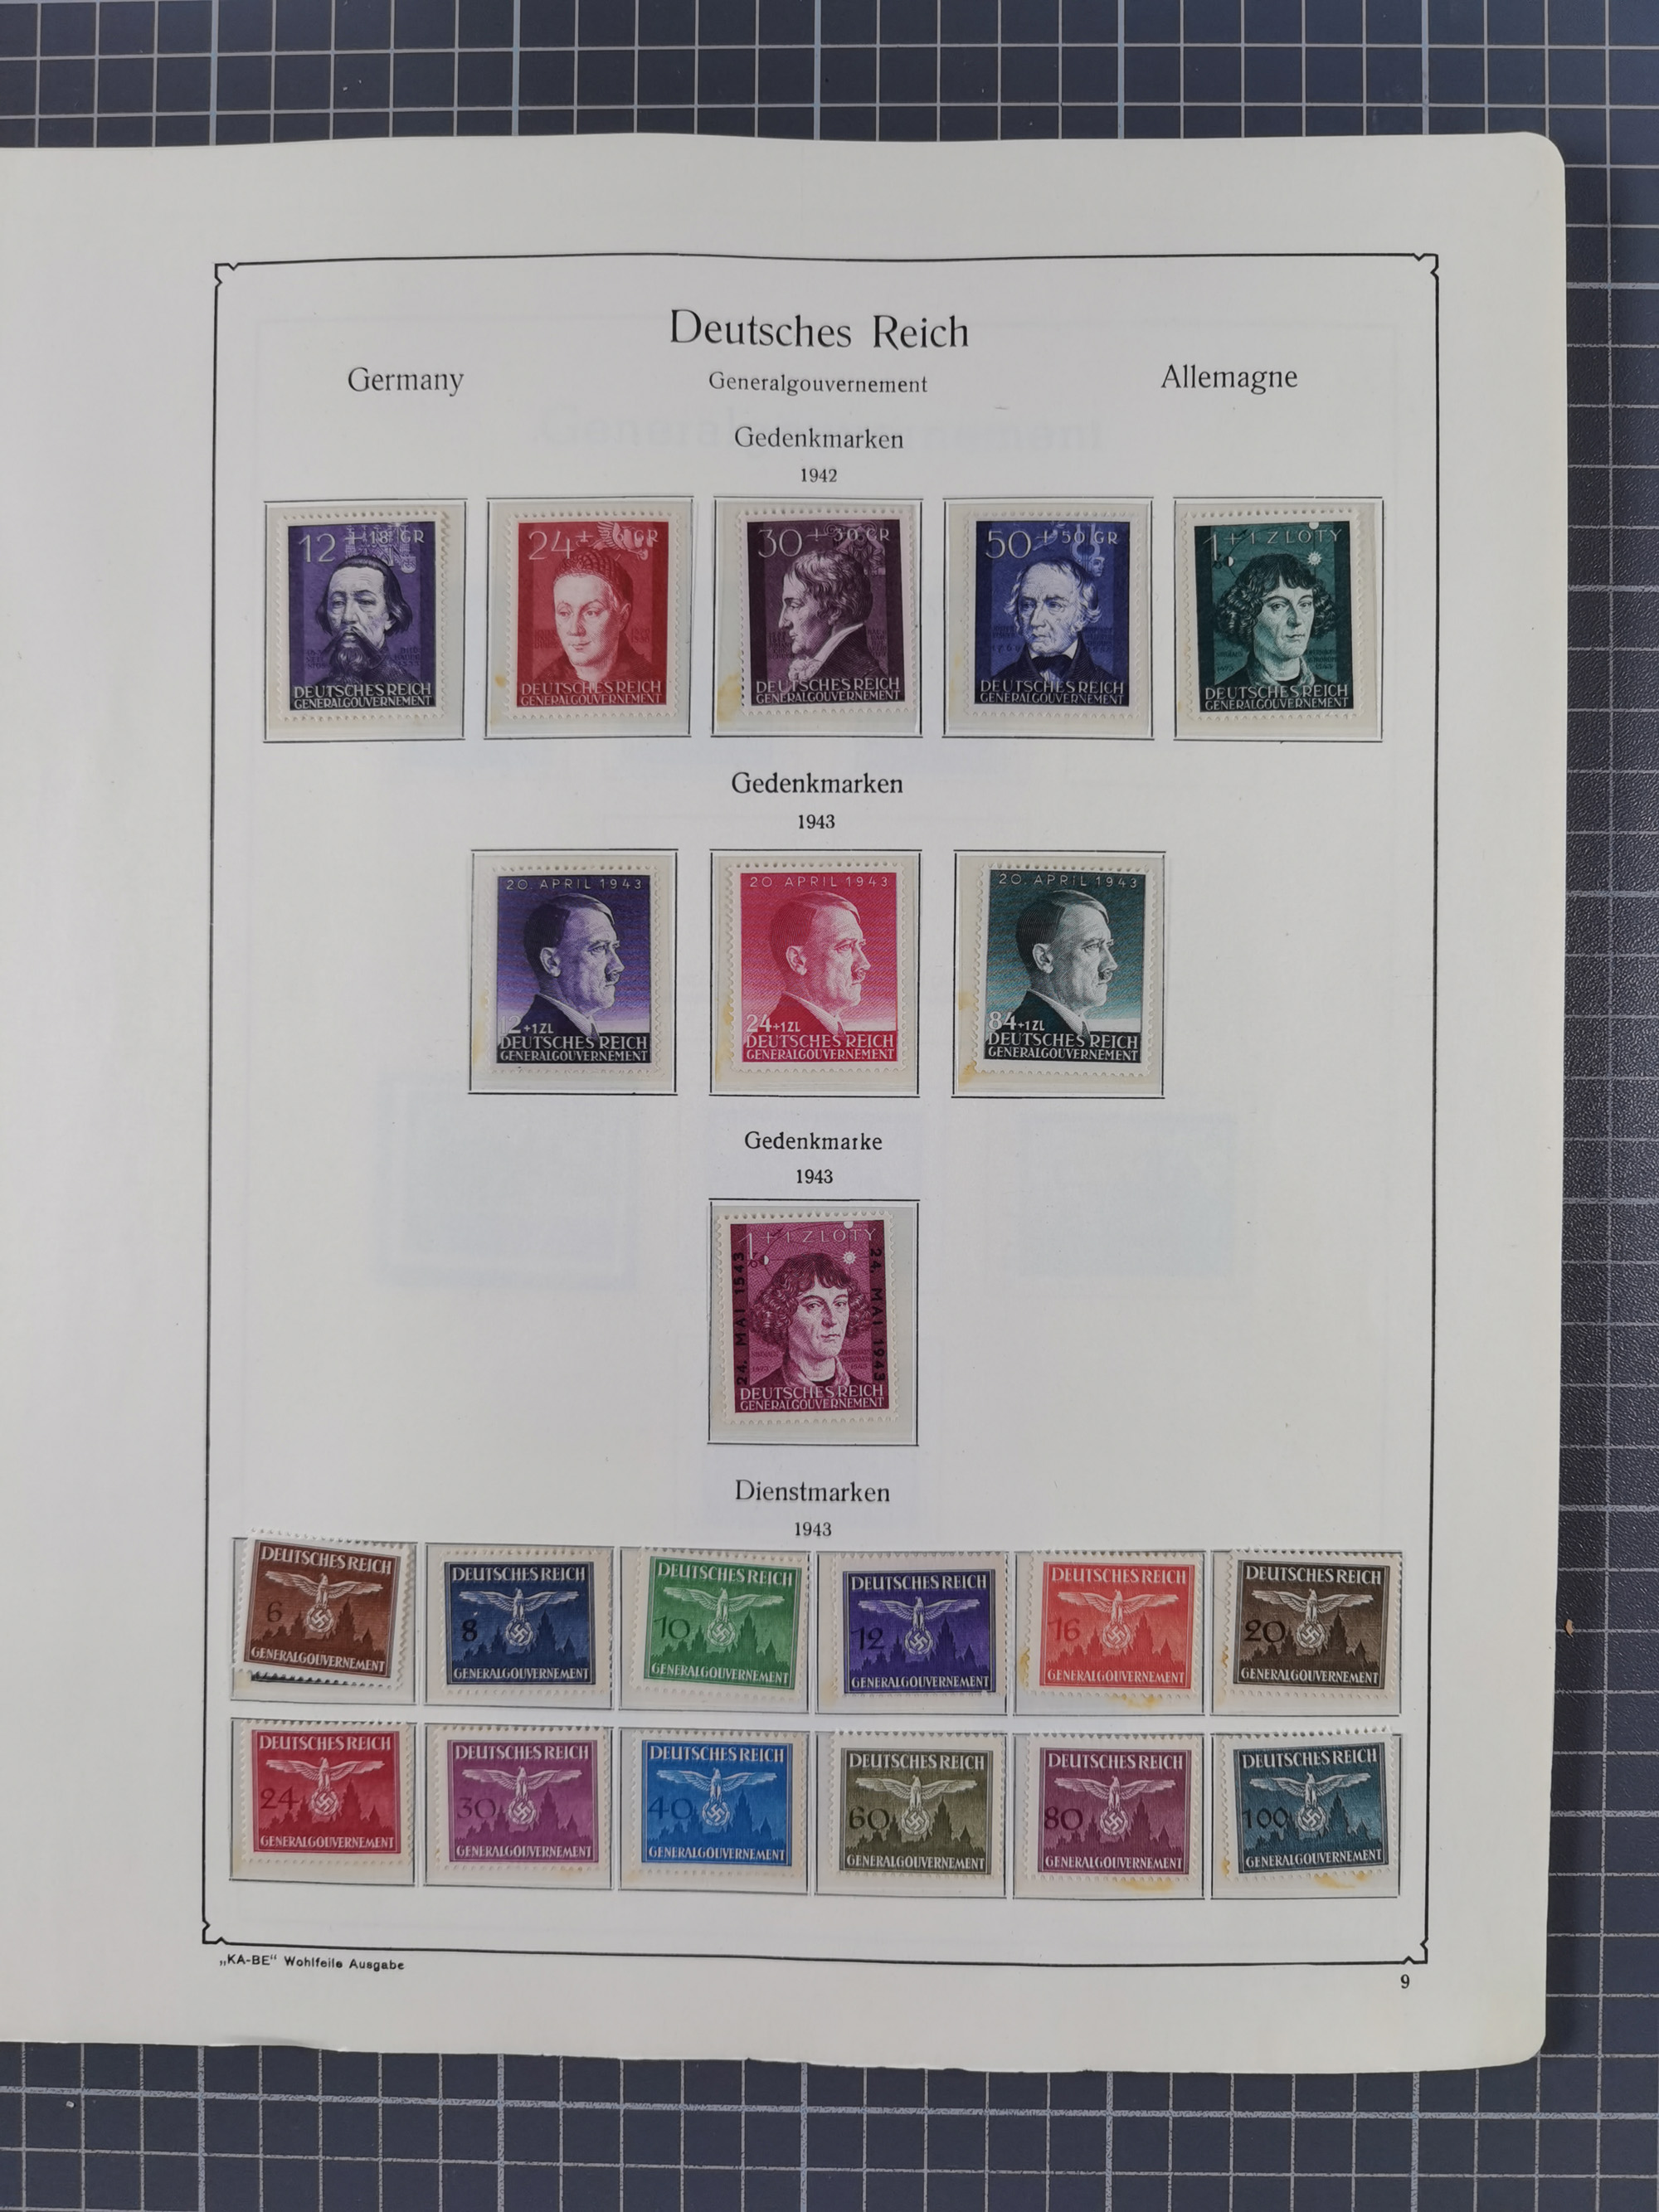 Deutsches Reich
Germany
Generalgouvernement
Allemagne
Gedenkmarken
1942
12 + 18 GR
DEUTSCHES REICH
GENERALGOUVERNEMENT
24+ GR
DEUTSCHES REICH
GENERALGOUVERNEMENT
30+30 GR
DEUTSCHES REICH
GENERALGOUVERNEMENT
50+50 GR
DEUTSCHES REICH
GENERALGOUVERNEMENT
1+1 ZLOTY
DEUTSCHES REICH
GENERALGOUVERNEMENT
Gedenkmarken
1943
20. APRIL 1943
12+1ZL
DEUTSCHES REICH
GENERALGOUVERNEMENT
20 APRIL 1943
24+1ZL
DEUTSCHES REICH
GENERALGOUVERNEMENT
20. APRIL 1943
84+1ZL
DEUTSCHES REICH
GENERALGOUVERNEMENT
Gedenkmarke
1943
1+1 ZLOTY
24. MAI 1543
24. MAI 1943
DEUTSCHES REICH
GENERALGOUVERNEMENT
Dienstmarken
1943
DEUTSCHES REICH
6
GENERALGOUVERNEMENT
DEUTSCHES REICH
8
GENERALGOUVERNEMENT
DEUTSCHES REICH
10
GENERALGOUVERNEMENT
DEUTSCHES REICH
12
GENERALGOUVERNEMENT
DEUTSCHES REICH
16
GENERALGOUVERNEMENT
DEUTSCHES REICH
20
GENERALGOUVERNEMENT
DEUTSCHES REICH
24
GENERALGOUVERNEMENT
DEUTSCHES REICH
30
GENERALGOUVERNEMENT
DEUTSCHES REICH
40
GENERALGOUVERNEMENT
DEUTSCHES REICH
60
GENERALGOUVERNEMENT
DEUTSCHES REICH
80
GENERALGOUVERNEMENT
DEUTSCHES REICH
100
GENERALGOUVERNEMENT
„KA-BE“ Wohlfeile Ausgabe
9